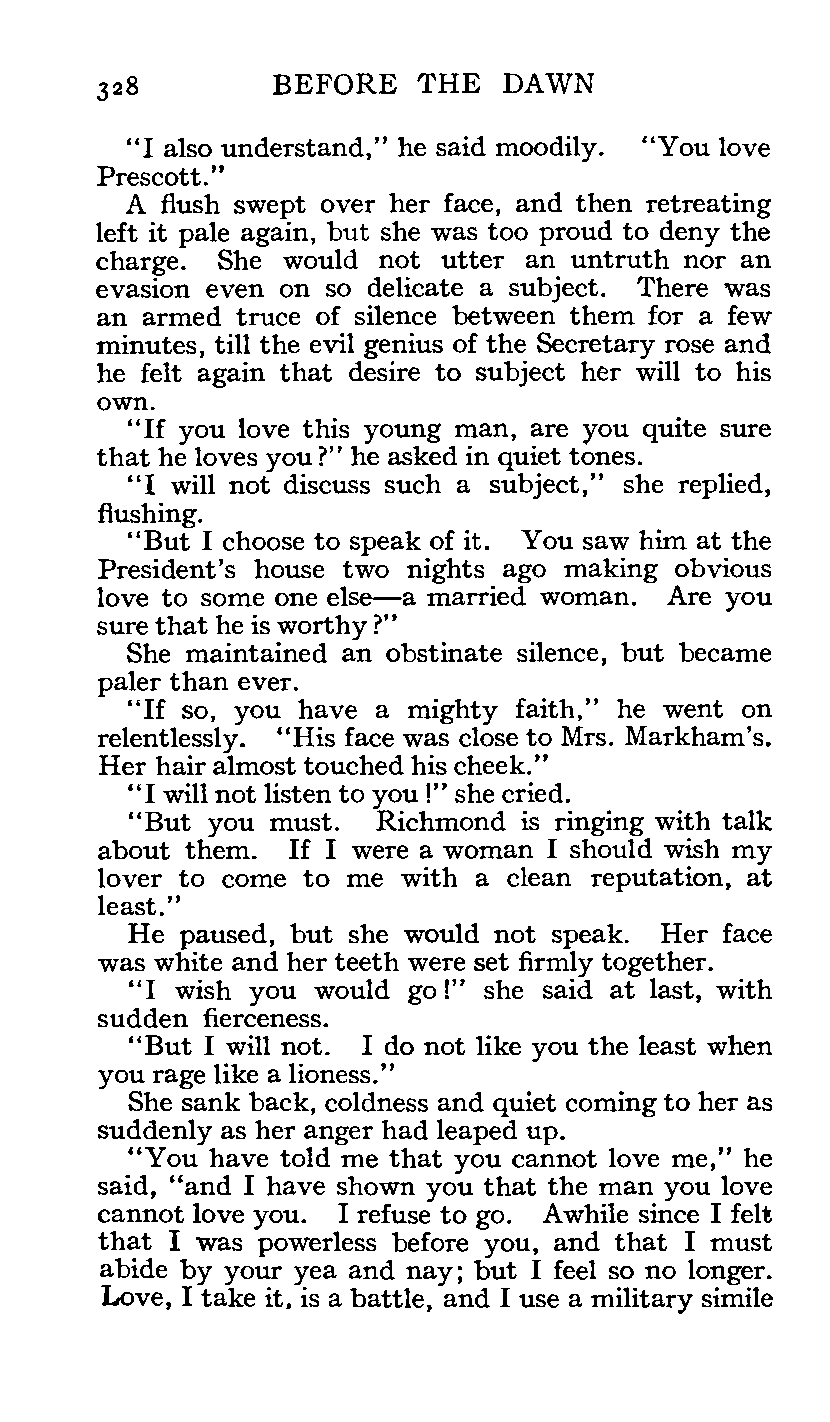 328 BEFORE THE DAWN
“I also understand,” he said moodily. “You love
Prescott.”
A flush swept over her face, and then retreating
left it pale again, but she was too proud to deny the
charge. She would not utter an untruth nor an
evasion even on so delicate a subject. There was
an armed truce of silence between them for a few
minutes, till the evil genius of the Secretary rose and
he felt again that desire to subject her will to his
own.
“If you love this young man, are you quite sure
that he loves you?” he asked in quiet tones.
“I will not discuss such a subject,” she replied,
flushing.
“But I choose to speak of it. You saw him at the
President’s house two nights ago making obvious
love to some one else—a married woman. Are you
sure that he is worthy?”
She maintained an obstinate silence, but became
paler than ever.
“If so, you have a mighty faith,” he went on
relentlessly. “His face was close to Mrs. Markham’s.
Her hair almost touched his cheek.”
“I will not listen to you!” she cried.
“But you must. Richmond is ringing with talk
about them. If I were a woman I should wish my
lover to come to me with a clean reputation, at
least.”
He paused, but she would not speak. Her face
was white and her teeth were set firmly together.
“I wish you would go!” she said at last, with
sudden fierceness.
“But I will not. I do not like you the least when
you rage like a lioness.”
She sank back, coldness and quiet coming to her as
suddenly as her anger had leaped up.
“You have told me that you cannot love me,” he
said, “and I have shown you that the man you love
cannot love you. I refuse to go. Awhile since I felt
that I was powerless before you, and that I must
abide by your yea and nay; but I feel so no longer.
Love, I take it, is a battle, and I use a military simile